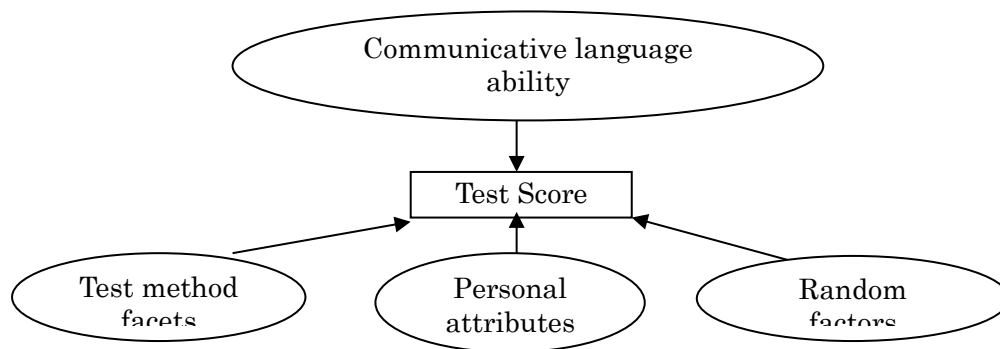 Communicative language
ability
Test Score
Test method
facets
Personal
attributes
Random
factors